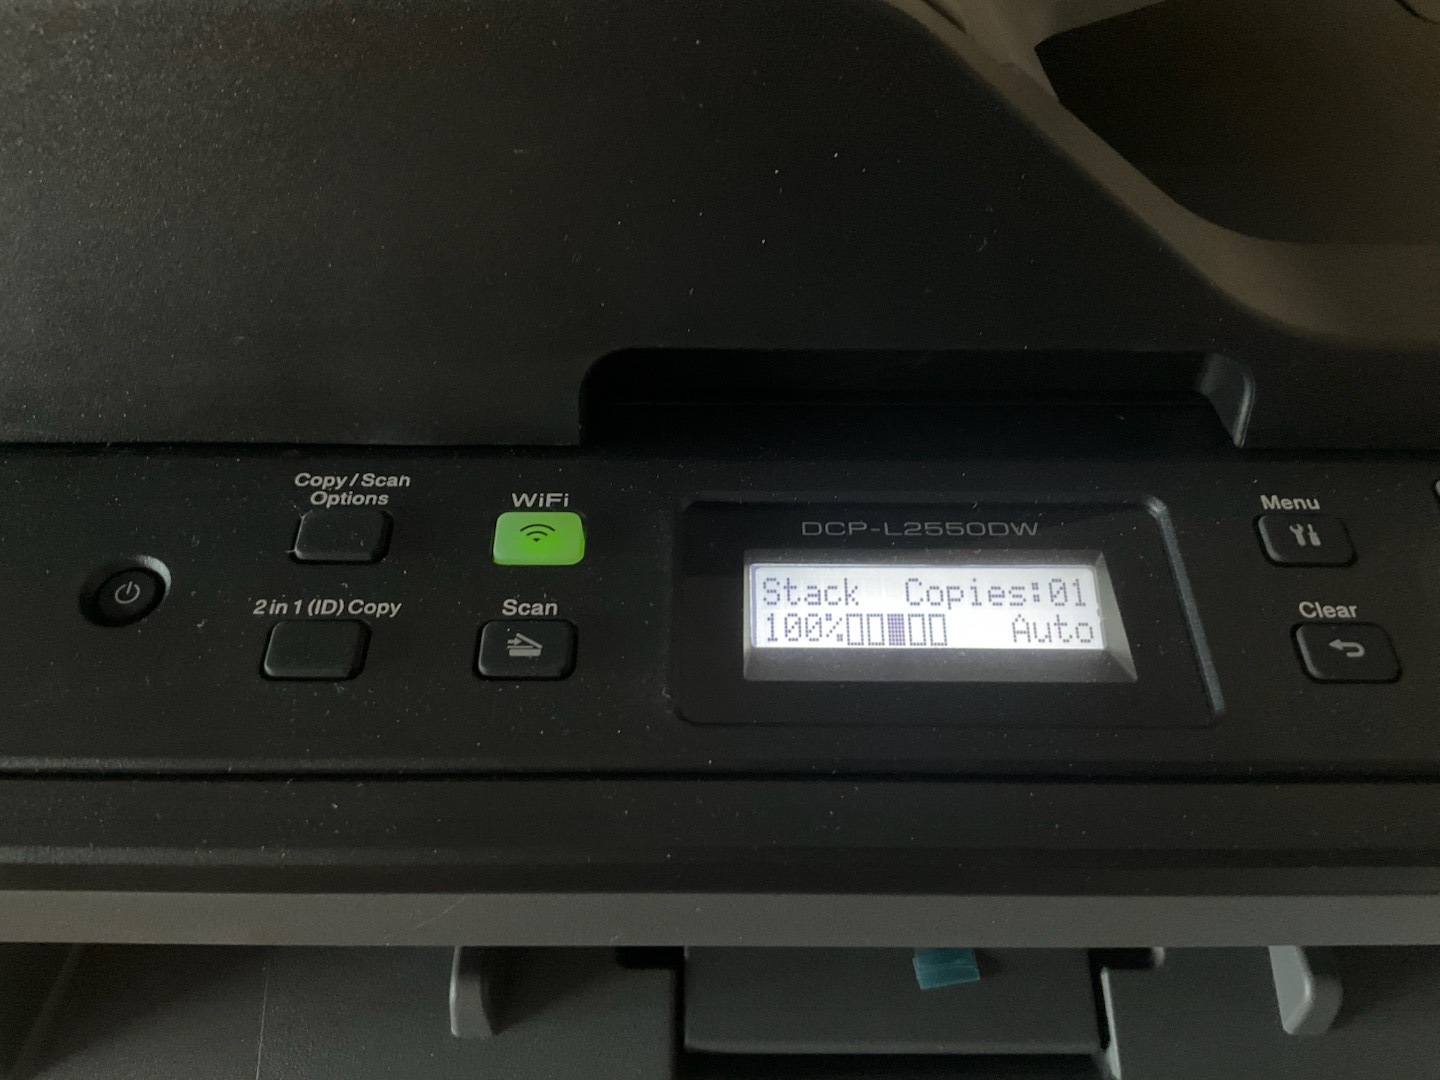 Copy/Scan
Options
WiFi
2 in 1 (ID) Copy
Scan
DCP-L2550DW
Stack Copies:01
100% Auto
Menu
Clear